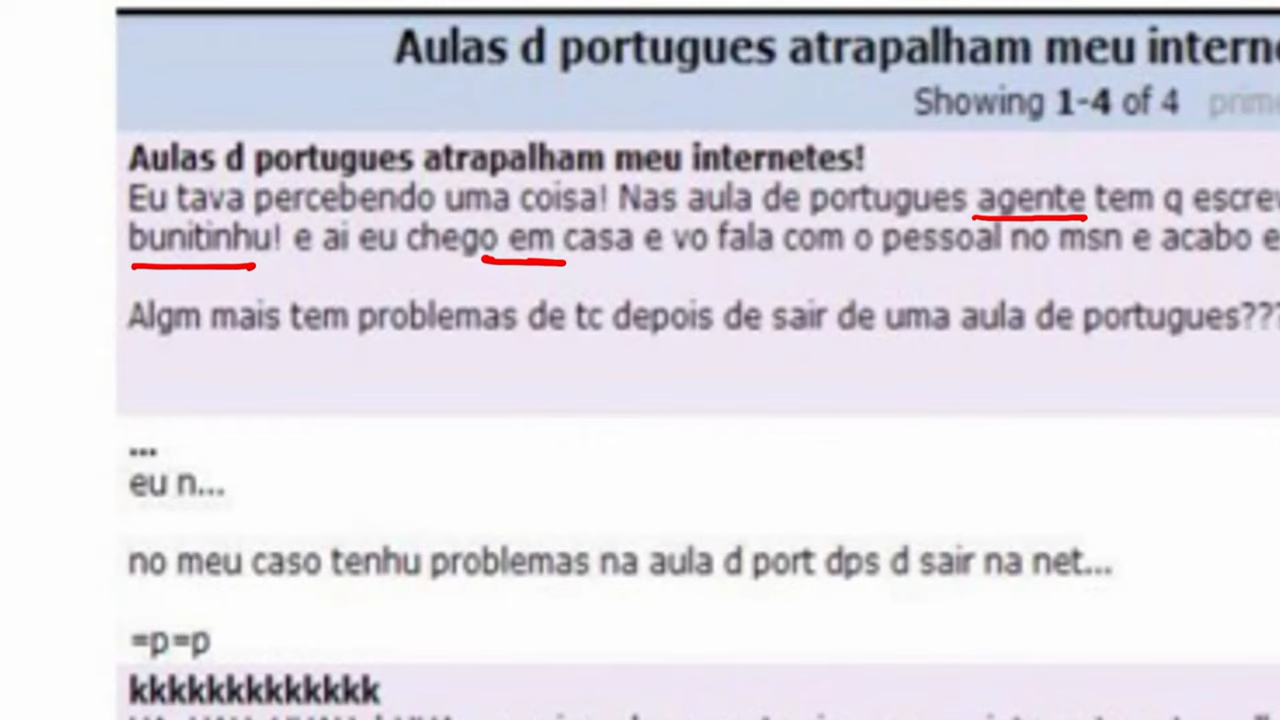 Aulas d portugues atrapalham meu
Showing 1-4 of 4
Aulas d portugues atrapalham meu internetes!
Eu tava percebendo uma coisa! Nas aula de portugues agente tem q
bunitinhu! e ai eu chego em casa e vo fala com o pessoal no msn e acabo
Algm mais tem problemas de tc depois de sair de uma aula de portugues???
...
eu n...
no meu caso tenhu problemas na aula d port dps d sair na net...
=p=p
kkkkkkkkkkkkk